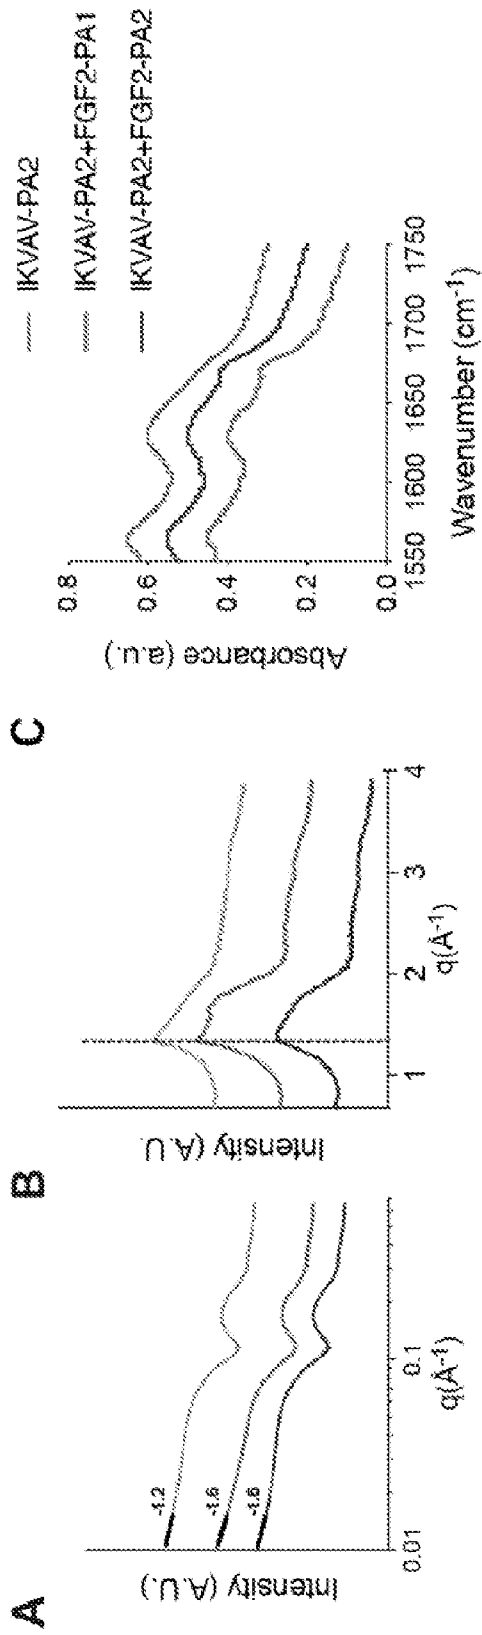 A
Intensity (A.U.)
-1.2
-1.6
-1.6
0.01
0.1
q(Å-1)
B
Intensity (A.U.
1
2
3
4
q(Å-1)
C
IKVAV-PA2
IKVAV-PA2+FGF2-PA1
IKVAV-PA2+FGF2-PA2
Absorbance (a.u.)
0.8
0.6
0.4
0.2
0.0
1550
1600
1650
1700
1750
Wavenumber (cm-1)